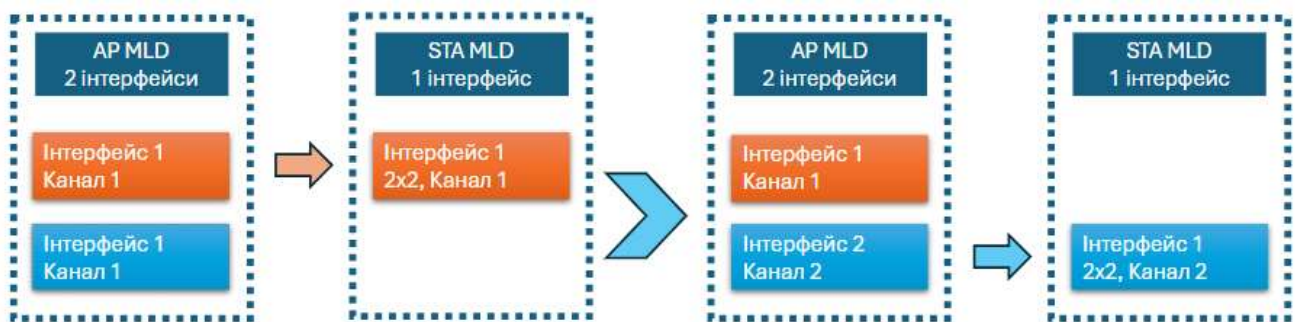 AP MLD
2 інтерфейси
Інтерфейс 1
Канал 1
Інтерфейс 1
Канал 1
STA MLD
1 інтерфейс
Інтерфейс 1
2x2, Канал 1
AP MLD
2 інтерфейси
Інтерфейс 1
Канал 1
Інтерфейс 2
Канал 2
STA MLD
1 інтерфейс
Інтерфейс 1
2x2, Канал 2